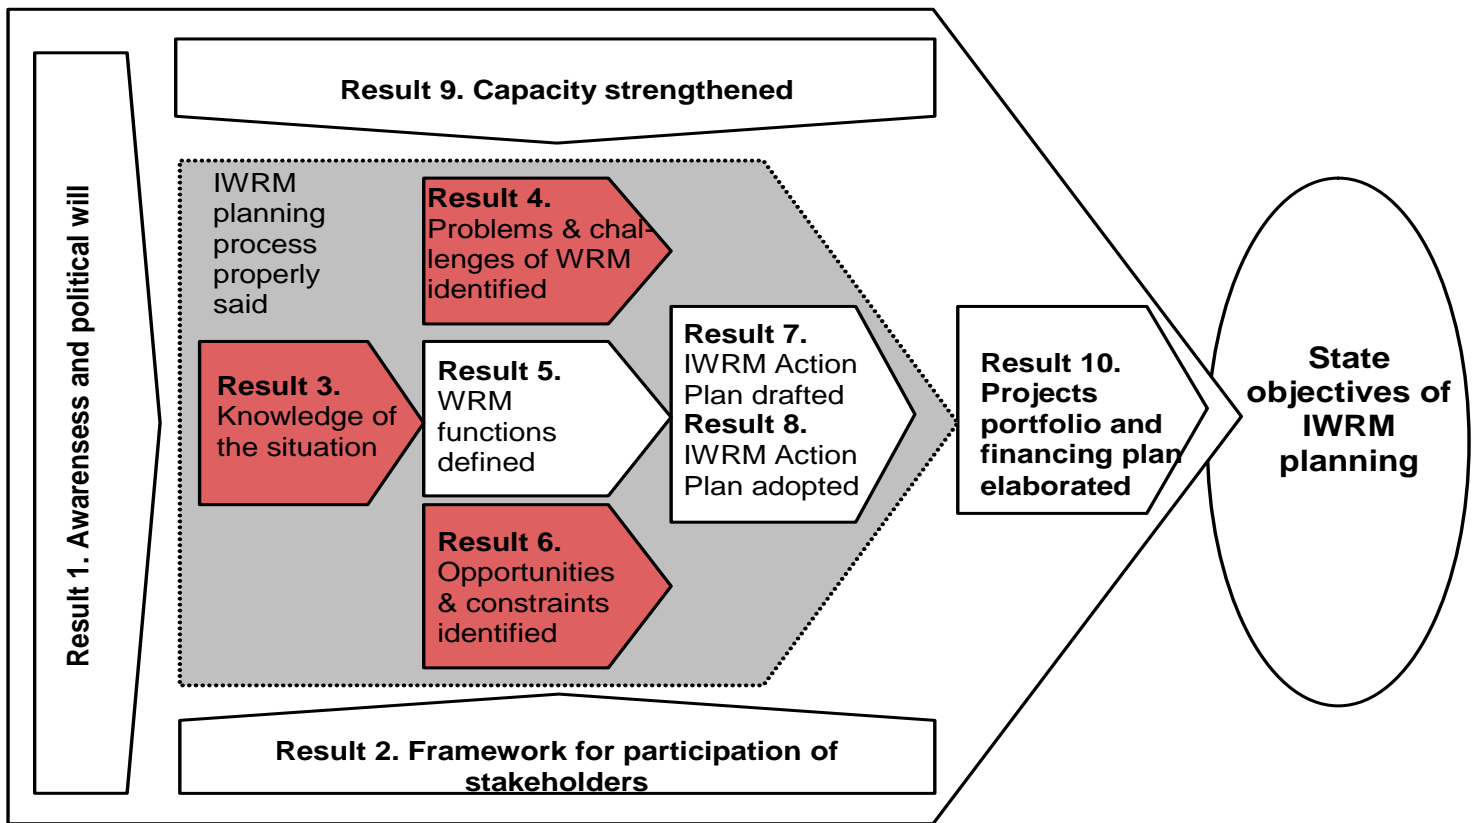 Result 1. Awarensess and political will
Result 9. Capacity strengthened
IWRM
planning
process
properly
said
Result 3.
Knowledge of
the situation
Result 4.
Problems & chal-
lenges of WRM
identified
Result 5.
WRM
functions
defined
Result 6.
Opportunities
& constraints
identified
Result 7.
IWRM Action
Plan drafted
Result 8.
IWRM Action
Plan adopted
Result 10.
Projects
portfolio and
financing plan
elaborated
State
objectives of
IWRM
planning
Result 2. Framework for participation of
stakeholders